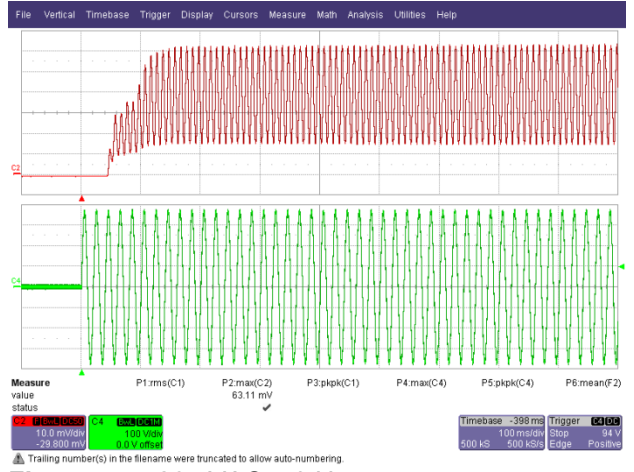 File Vertical Timebase Trigger Display Cursors Measure Math Analysis Utilities Help
C2
C4
Measure P1:rms(C1) P2:max(C2) P3:pkpk(C1) P4:max(C4) P5:pkpk(C4) P6:mean(F2)
value 63.11 mV
status ✓
C2 F BwL DC50 C4 BwL DC1M Timebase -398 ms Trigger C4 DC
10.0 mV/div 100 V/div 100 ms/div Stop 94 V
-29.800 mV 0.0 V offset 500 kS 500 kS/s Edge Positive
Trailing number(s) in the filename were truncated to allow auto-numbering.